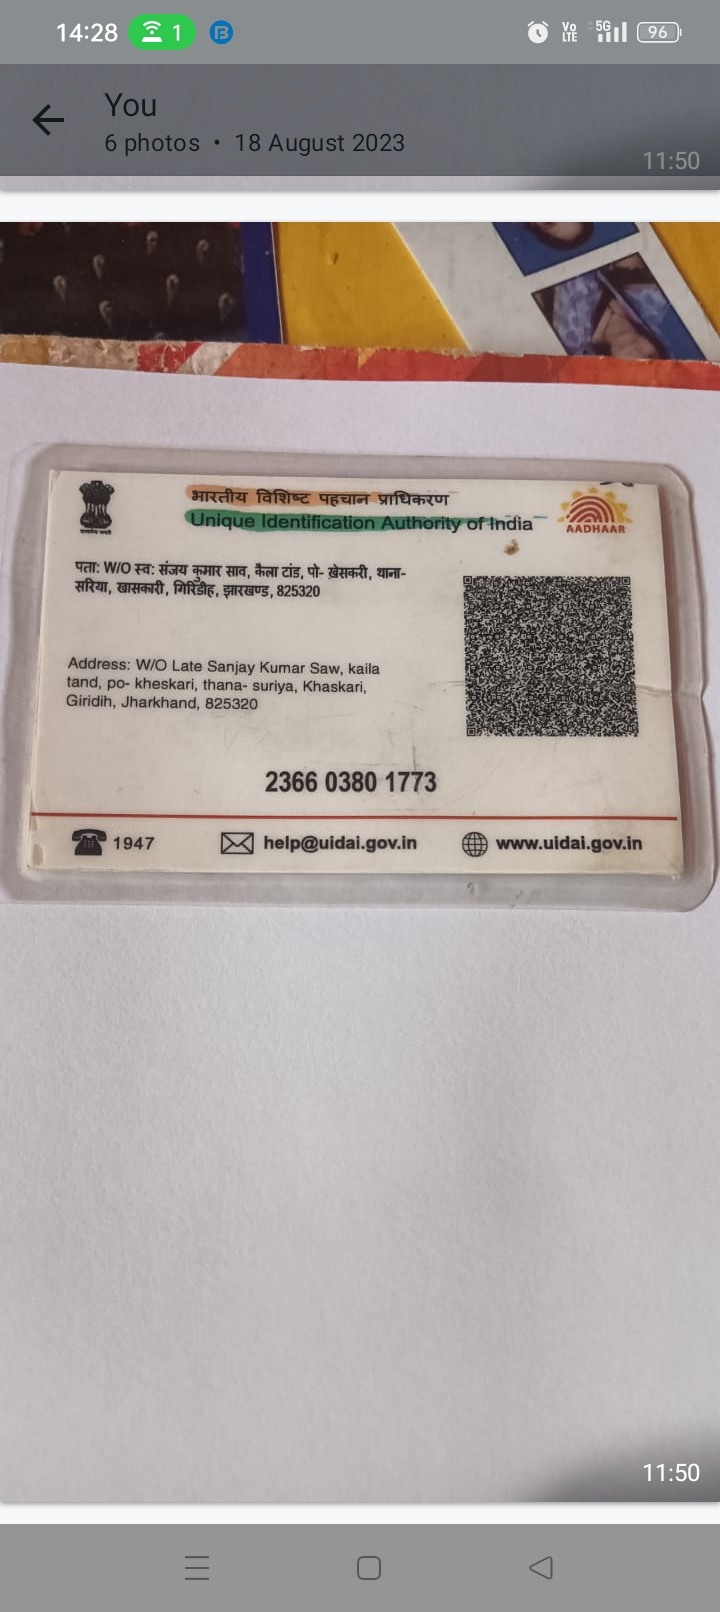 14:28
1
Vo
LTE
5G
96
You
6 photos • 18 August 2023
11:50
भारतीय विशिष्ट पहचान प्राधिकरण
Unique Identification Authority of India
AADHAAR
पता: W/O स्व: संजय कुमार साव, कैला टांड, पो- ख़ेसकरी, थाना-
सरिया, खासकारी, गिरिडीह, झारखण्ड, 825320
Address: W/O Late Sanjay Kumar Saw, kaila
tand, po- kheskari, thana- suriya, Khaskari,
Giridih, Jharkhand, 825320
2366 0380 1773
1947
help@uidai.gov.in
www.uidai.gov.in
11:50